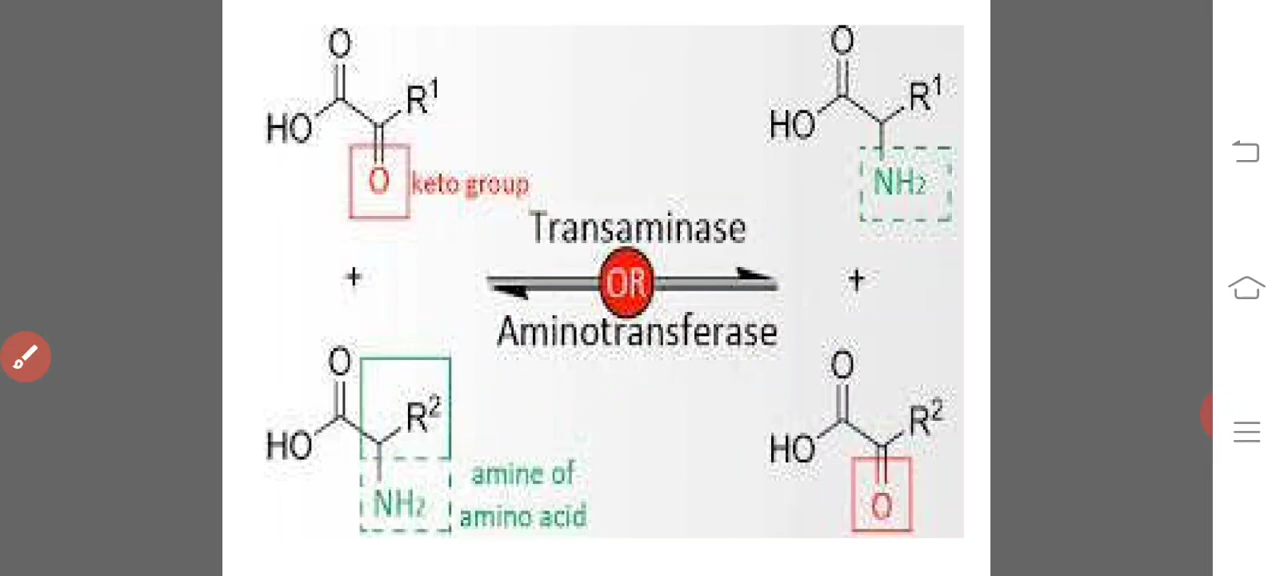 O
R¹
HO
O keto group
+
O
R²
HO
NH₂
amine of
amino acid
Transaminase
OR
Aminotransferase
O
R¹
HO
NH₂
+
O
R²
HO
O